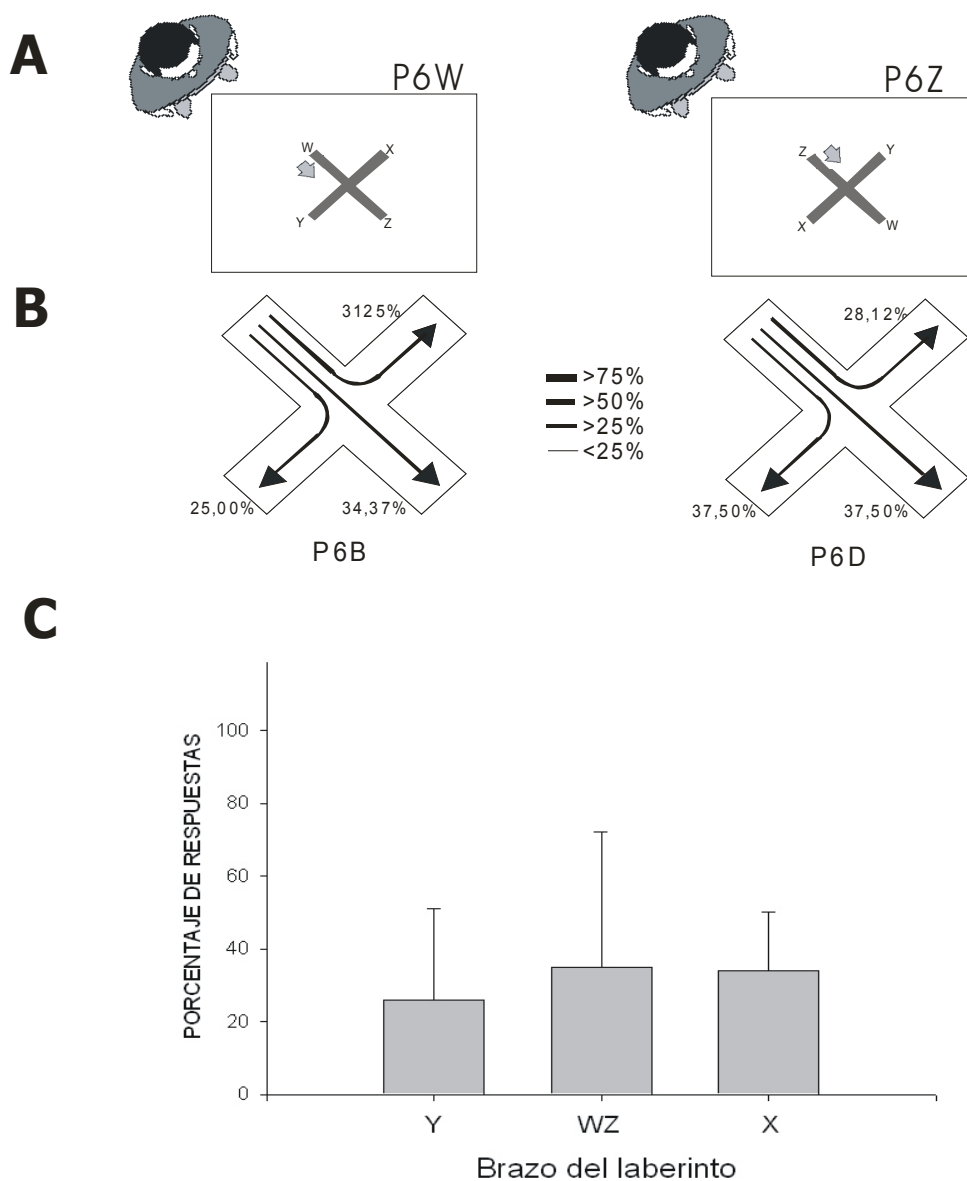 A
P6W
P6Z
W
X
Y
Z
Z
Y
X
W
B
3125%
28,12%
>75%
>50%
>25%
<25%
25,00%
34,37%
37,50%
37,50%
P6B
P6D
C
PORCENTAJE DE RESPUESTAS
100
80
60
40
20
0
Y
WZ
X
Brazo del laberinto